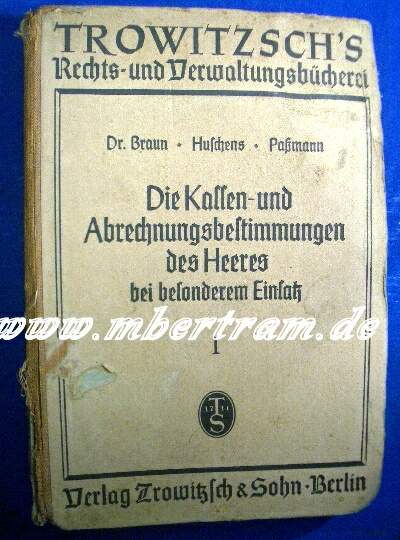 TROWITZSCH'S
Rechts- und Verwaltungsbücherei
Dr. Braun · Huschens · Paßmann
Die Kassen- und
Abrechnungsbestimmungen
des Heeres
bei besonderem Einsatz
www.mbertram.de
I
TS
1711
Verlag Trowitzsch & Sohn · Berlin